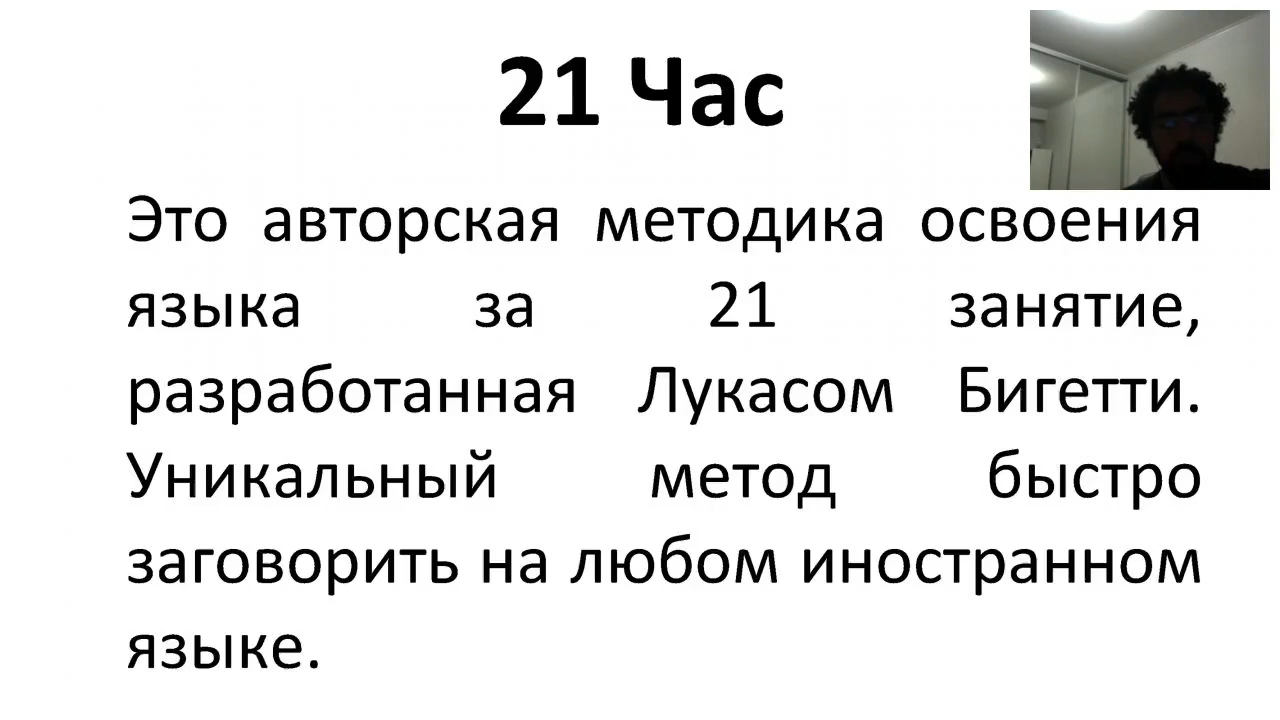 21 Час
Это авторская методика освоения
языка за 21 занятие,
разработанная Лукасом Бигетти.
Уникальный метод быстро
заговорить на любом иностранном
языке.